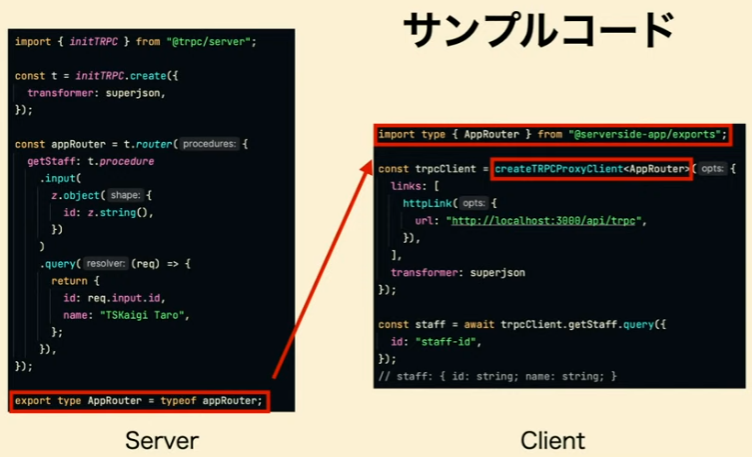 サンプルコード
import { initTRPC } from "@trpc/server";
const t = initTRPC.create({
  transformer: superjson,
});
const appRouter = t.router( procedures: {
  getStaff: t.procedure
    .input(
      z.object( shape: {
        id: z.string(),
      })
    )
    .query( resolver: (req) => {
      return {
        id: req.input.id,
        name: "TSKaigi Taro",
      };
    }),
});
export type AppRouter = typeof appRouter;
Server
import type { AppRouter } from "@serverside-app/exports";
const trpcClient = createTRPCProxyClient<AppRouter>( opts: {
  links: [
    httpLink( opts: {
      url: "http://localhost:3000/api/trpc",
    }),
  ],
  transformer: superjson
});
const staff = await trpcClient.getStaff.query({
  id: "staff-id",
});
// staff: { id: string; name: string; }
Client